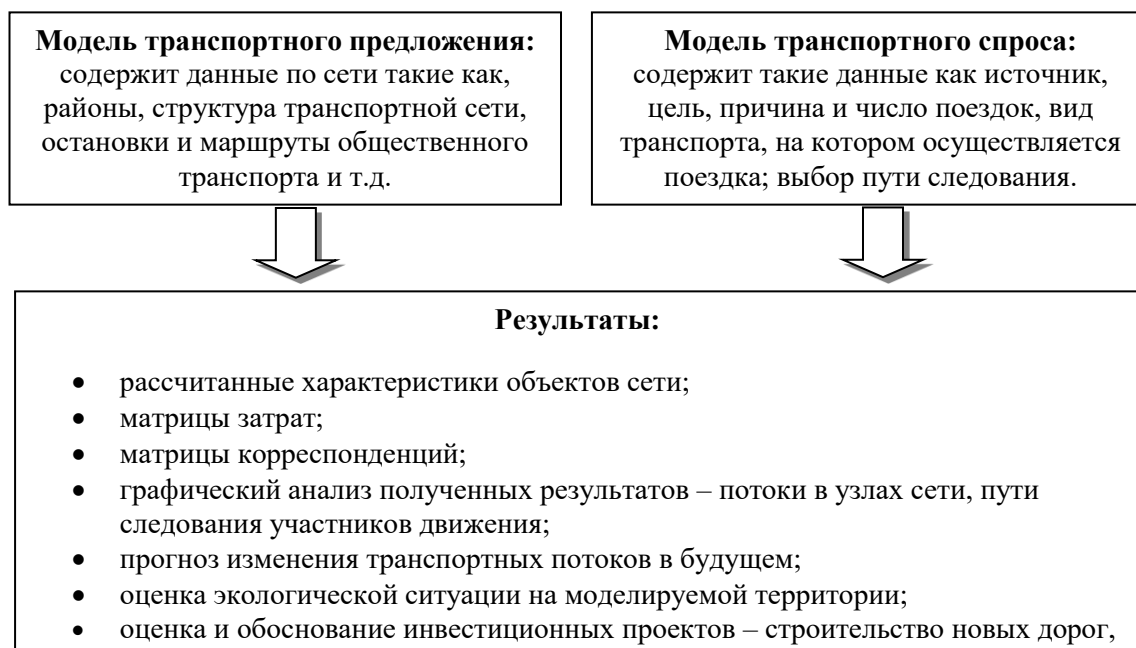 Модель транспортного предложения:
содержит данные по сети такие как,
районы, структура транспортной сети,
остановки и маршруты общественного
транспорта и т.д.
Модель транспортного спроса:
содержит такие данные как источник,
цель, причина и число поездок, вид
транспорта, на котором осуществляется
поездка; выбор пути следования.
Результаты:
• рассчитанные характеристики объектов сети;
• матрицы затрат;
• матрицы корреспонденций;
• графический анализ полученных результатов – потоки в узлах сети, пути
следования участников движения;
• прогноз изменения транспортных потоков в будущем;
• оценка экологической ситуации на моделируемой территории;
• оценка и обоснование инвестиционных проектов – строительство новых дорог,